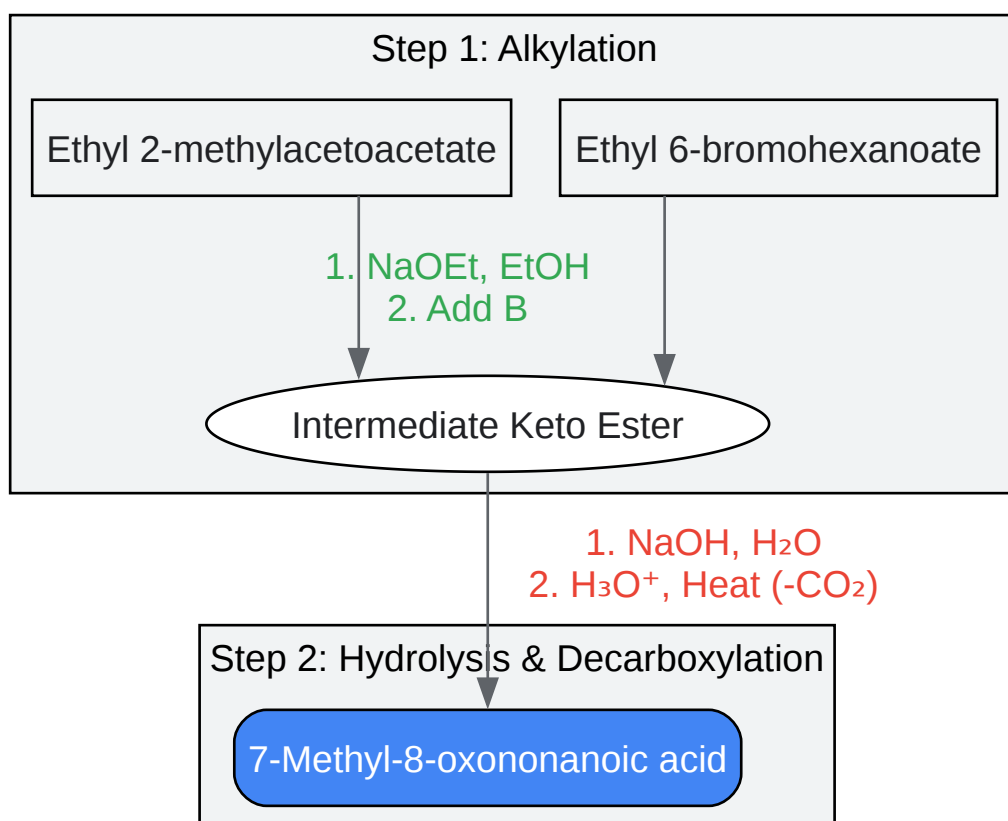 Step 1: Alkylation
Ethyl 2-methylacetoacetate
Ethyl 6-bromohexanoate
1. NaOEt, EtOH
2. Add B
Intermediate Keto Ester
1. NaOH, H₂O
2. H₃O⁺, Heat (-CO₂)
Step 2: Hydrolysis & Decarboxylation
7-Methyl-8-oxononanoic acid